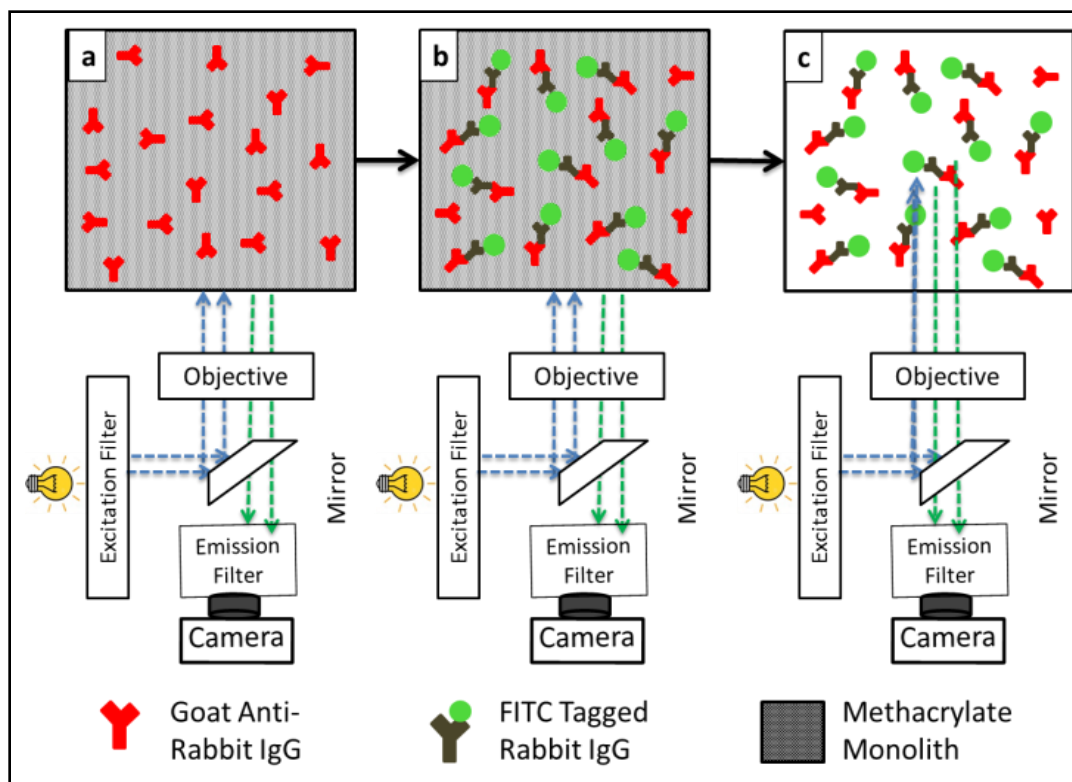 a
b
c
Objective
Objective
Objective
Excitation Filter
Mirror
Excitation Filter
Mirror
Excitation Filter
Mirror
Emission
Filter
Emission
Filter
Emission
Filter
Camera
Camera
Camera
Goat Anti-
Rabbit IgG
FITC Tagged
Rabbit IgG
Methacrylate
Monolith